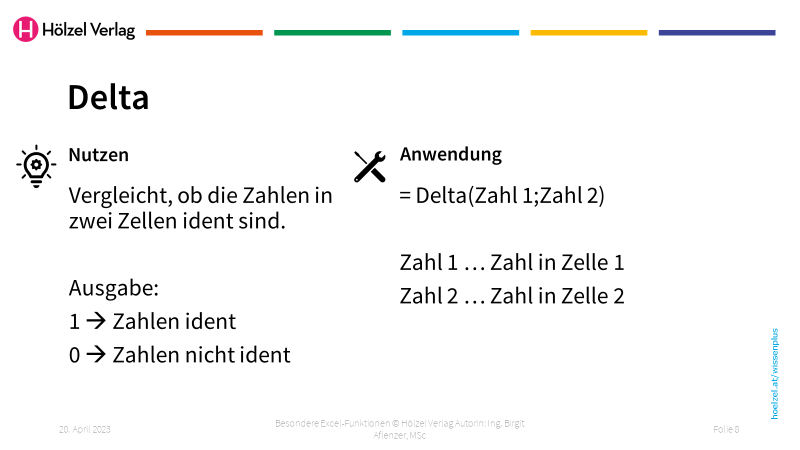 Hölzel Verlag
Delta
Nutzen
Vergleicht, ob die Zahlen in
zwei Zellen ident sind.
Ausgabe:
1 → Zahlen ident
0 → Zahlen nicht ident
Anwendung
= Delta(Zahl 1;Zahl 2)
Zahl 1 … Zahl in Zelle 1
Zahl 2 … Zahl in Zelle 2
hoelzel.at/wissenplus
20. April 2023
Besondere Excel-Funktionen © Hölzel Verlag Autorin: Ing. Birgit
Aflenzer, MSc
Folie 8